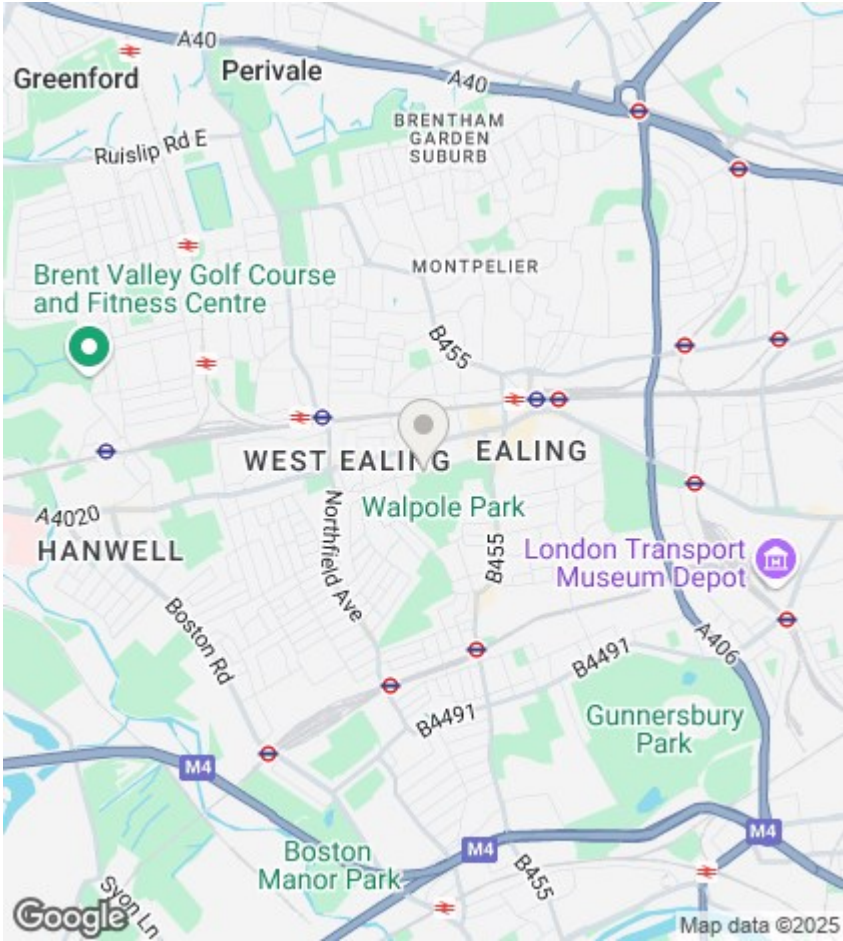 A40
Greenford
Perivale
A40
BRENTHAM
GARDEN
SUBURB
Ruislip Rd E
MONTPELIER
Brent Valley Golf Course
and Fitness Centre
B455
WEST EALING
EALING
Walpole Park
A4020
HANWELL
Northfield Ave
B455
London Transport
Museum Depot
Boston Rd
A406
B4491
B4491
Gunnersbury
Park
M4
M4
M4
Boston
Manor Park
B455
Syon Ln
Google
Map data ©2025